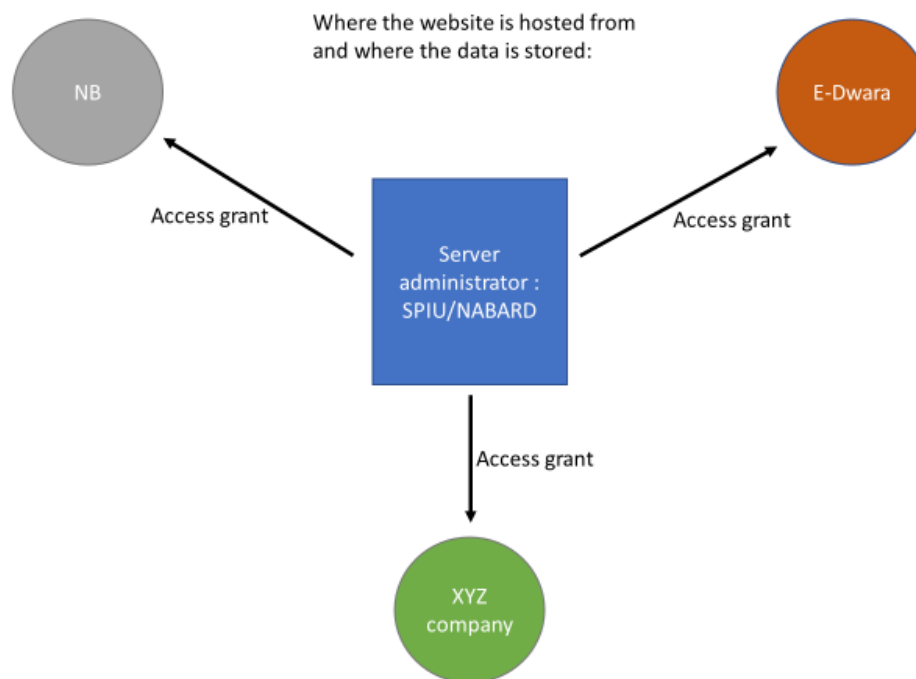 Where the website is hosted from
and where the data is stored:
NB
E-Dwara
Access grant
Access grant
Server
administrator :
SPIU/NABARD
Access grant
XYZ
company